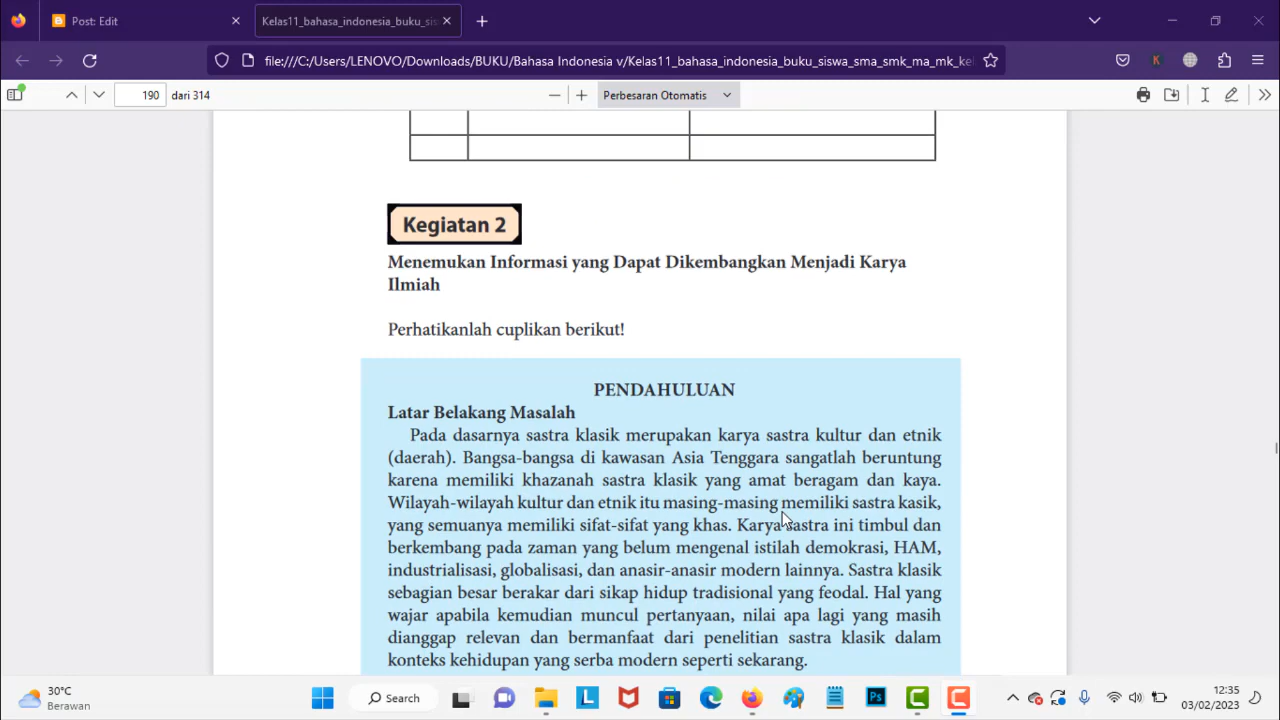 Post: Edit
Kelas11_bahasa_indonesia_buku_sis
file:///C:/Users/LENOVO/Downloads/BUKU/Bahasa Indonesia v/Kelas11_bahasa_indonesia_buku_siswa_sma_smk_ma_mk_ke
190 dari 314
Perbesaran Otomatis
Kegiatan 2
Menemukan Informasi yang Dapat Dikembangkan Menjadi Karya
Ilmiah
Perhatikanlah cuplikan berikut!
PENDAHULUAN
Latar Belakang Masalah
Pada dasarnya sastra klasik merupakan karya sastra kultur dan etnik
(daerah). Bangsa-bangsa di kawasan Asia Tenggara sangatlah beruntung
karena memiliki khazanah sastra klasik yang amat beragam dan kaya.
Wilayah-wilayah kultur dan etnik itu masing-masing memiliki sastra kasik,
yang semuanya memiliki sifat-sifat yang khas. Karya sastra ini timbul dan
berkembang pada zaman yang belum mengenal istilah demokrasi, HAM,
industrialisasi, globalisasi, dan anasir-anasir modern lainnya. Sastra klasik
sebagian besar berakar dari sikap hidup tradisional yang feodal. Hal yang
wajar apabila kemudian muncul pertanyaan, nilai apa lagi yang masih
dianggap relevan dan bermanfaat dari penelitian sastra klasik dalam
konteks kehidupan yang serba modern seperti sekarang.
30°C
Berawan
Search
L
Ps
C
C
12:35
03/02/2023